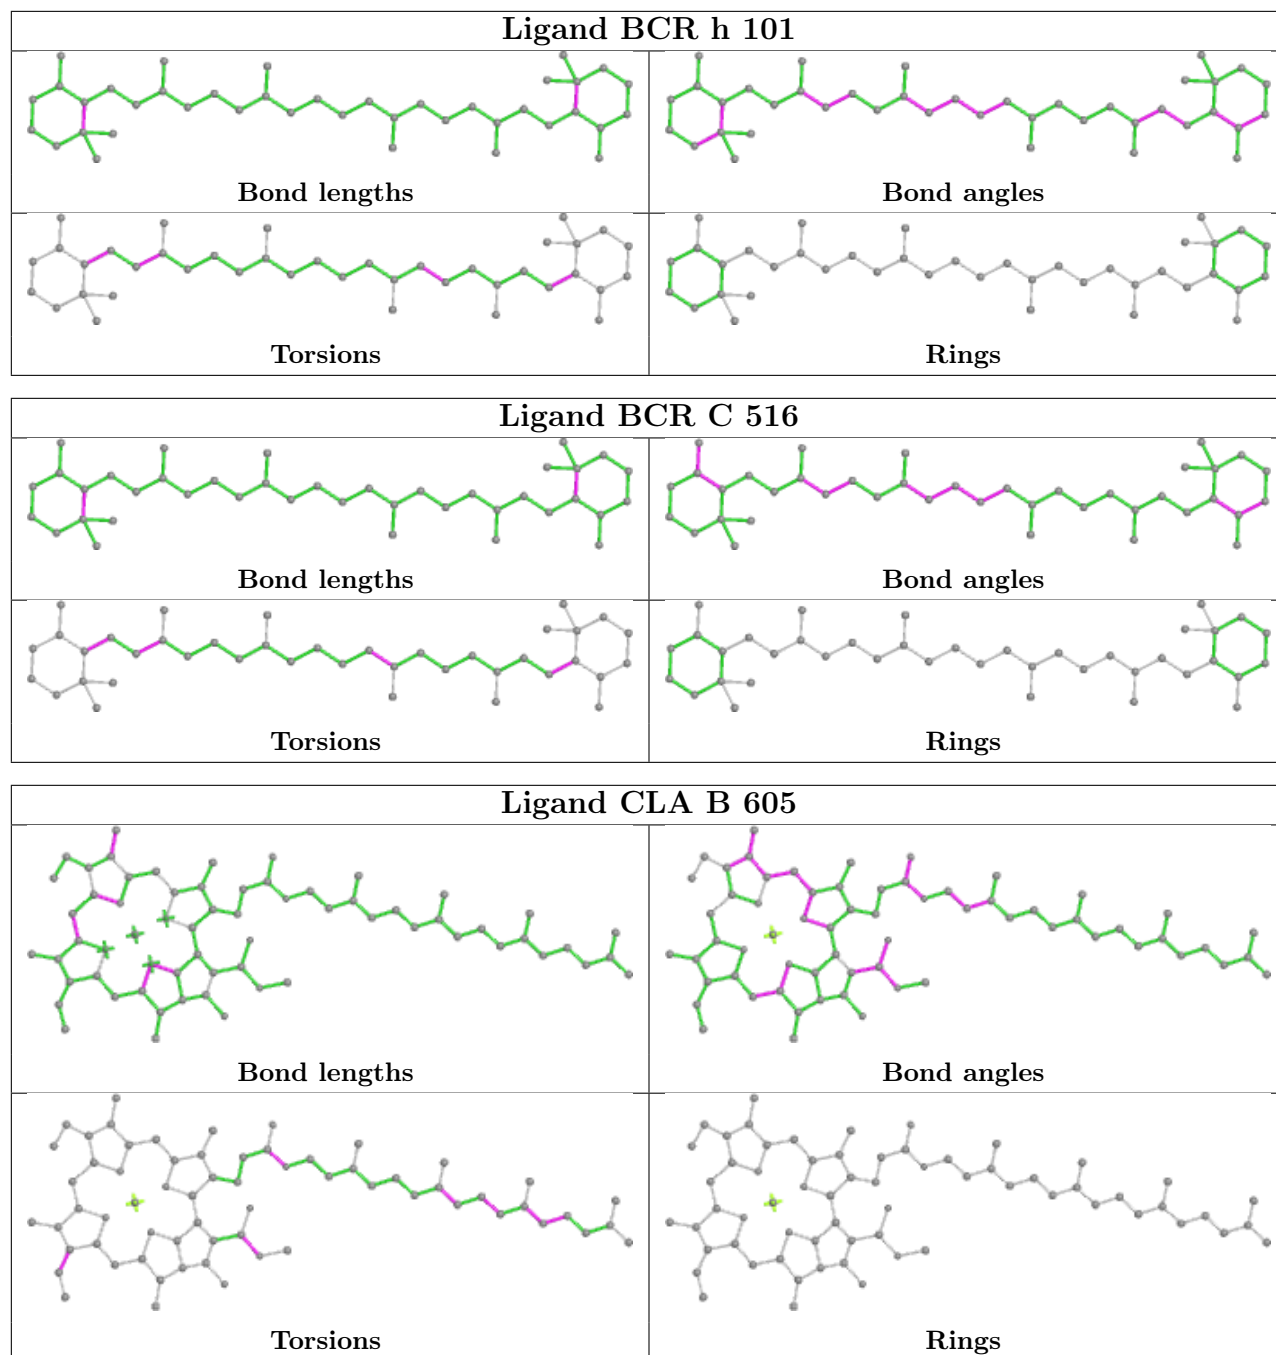 Ligand BCR h 101
Bond lengths
Bond angles
Torsions
Rings
Ligand BCR C 516
Bond lengths
Bond angles
Torsions
Rings
Ligand CLA B 605
Bond lengths
Bond angles
Torsions
Rings